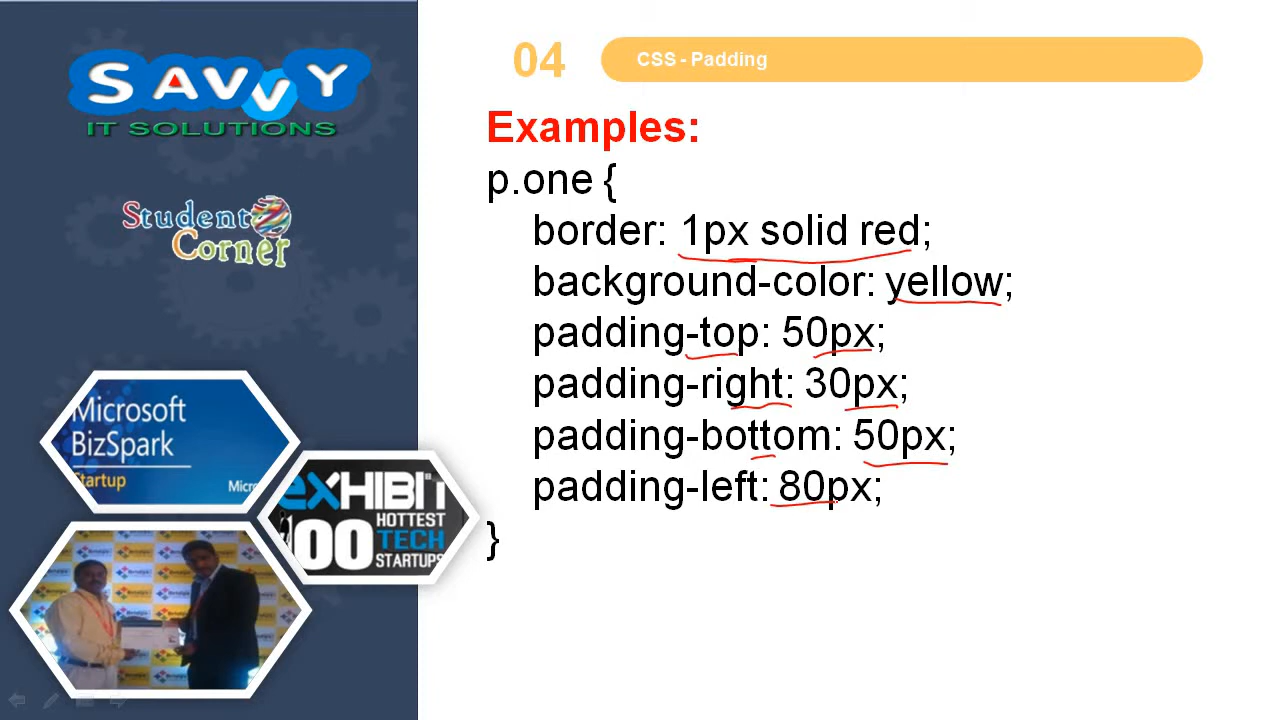 SAVVY
IT SOLUTIONS
Student
Corner
Microsoft
BizSpark
Startup
Micr
eXHIBIT
100 HOTTEST
TECH
STARTUPS
04
CSS - Padding
Examples:
p.one {
border: 1px solid red;
background-color: yellow;
padding-top: 50px;
padding-right: 30px;
padding-bottom: 50px;
padding-left: 80px;
}